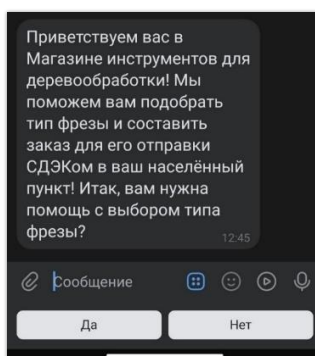 Приветствуем вас в
Магазине инструментов для
деревообработки! Мы
поможем вам подобрать
тип фрезы и составить
заказ для его отправки
СДЭКом в ваш населённый
пункт! Итак, вам нужна
помощь с выбором типа
фрезы?
12:45
Сообщение
Да Нет